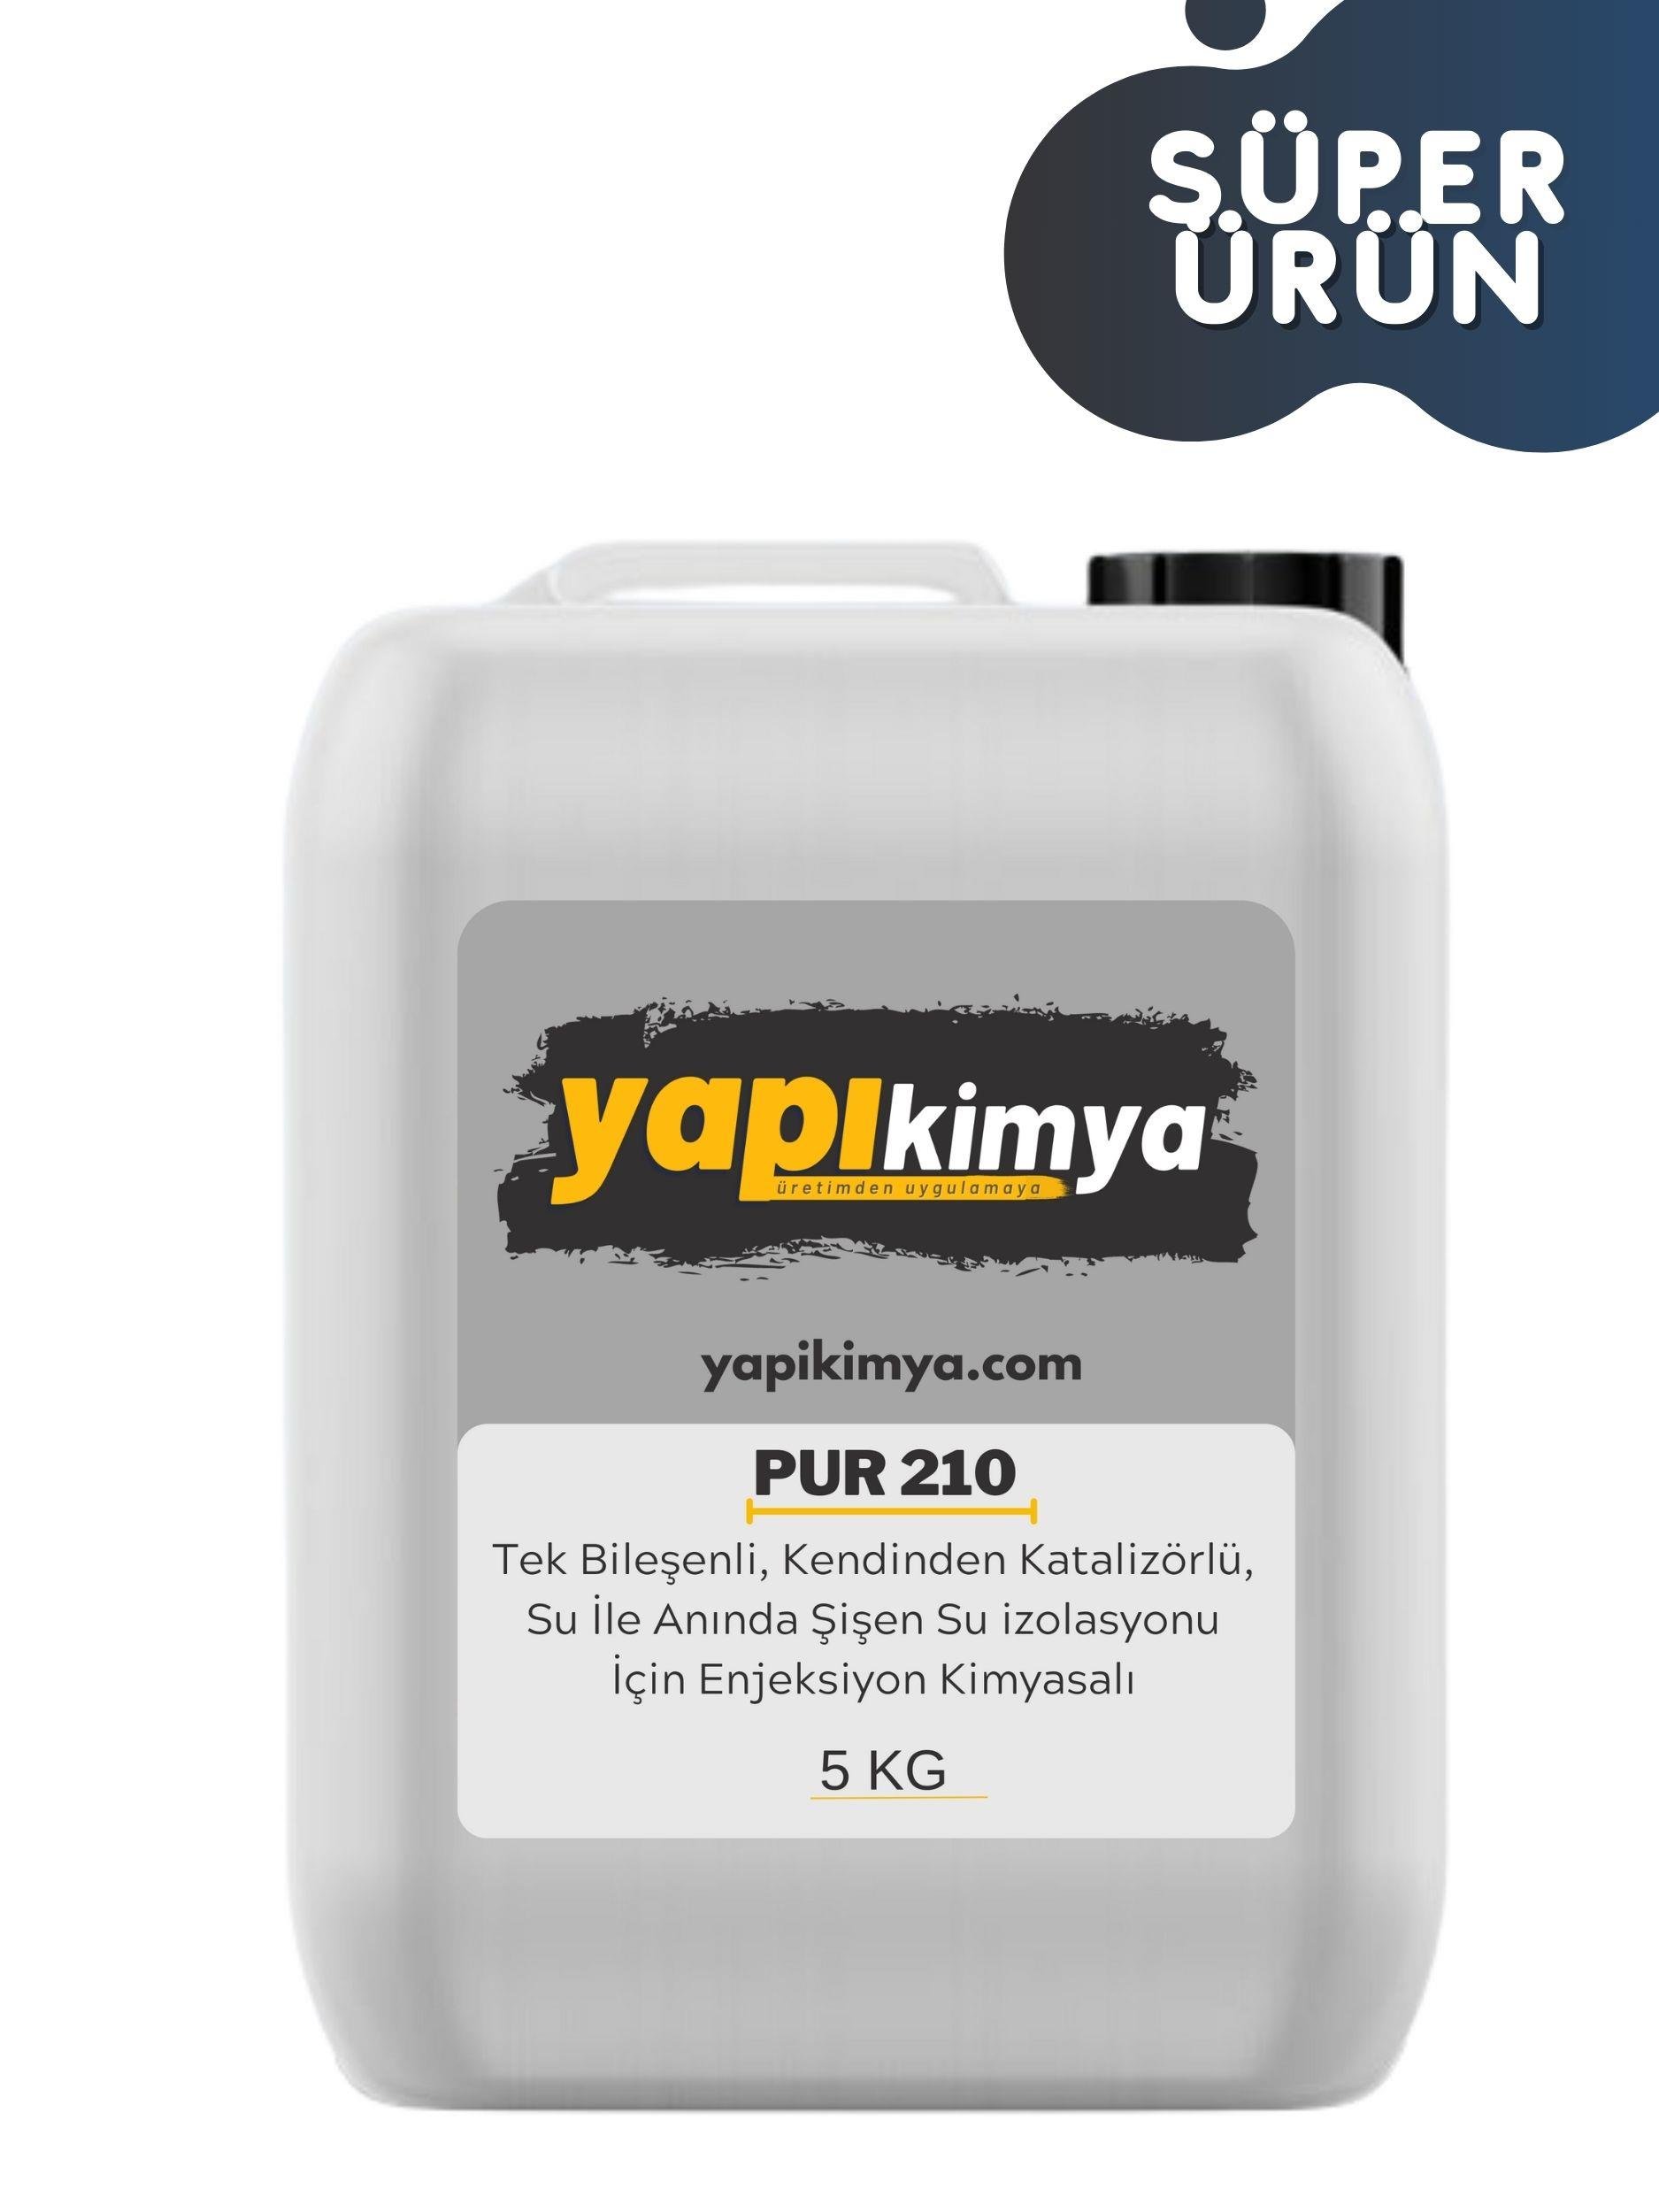 SÜPER
ÜRÜN
yapıkimya
üretimden uygulamaya
yapikimya.com
PUR 210
Tek Bileşenli, Kendinden Katalizörlü,
Su İle Anında Şişen Su izolasyonu
İçin Enjeksiyon Kimyasalı
5 KG